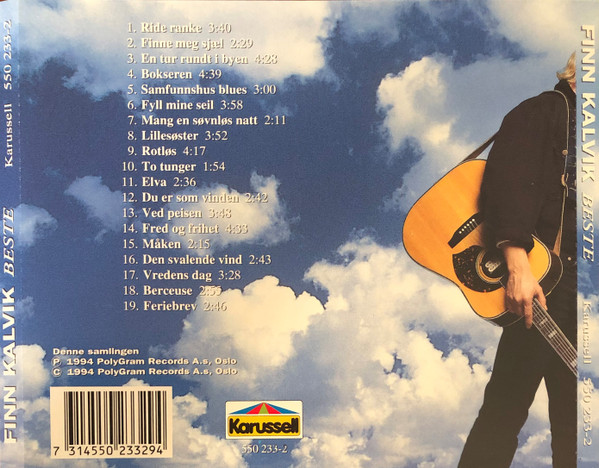 FINN KALVIK BESTE Karussell 550 233-2
1. Ride ranke 3:40
2. Finne meg sjæl 2:29
3. En tur rundt i byen 4:28
4. Bokseren 4:39
5. Samfunnshus blues 3:00
6. Fyll mine seil 3:58
7. Mang en søvnløs natt 2:11
8. Lillesøster 3:52
9. Rotløs 4:17
10. To tunger 1:54
11. Elva 2:36
12. Du er som vinden 2:42
13. Ved peisen 3:48
14. Fred og frihet 4:33
15. Måken 2:15
16. Den svalende vind 2:43
17. Vredens dag 3:28
18. Berceuse 2:55
19. Feriebrev 2:46
Denne samlingen
P. 1994 PolyGram Records A.s, Oslo
C 1994 PolyGram Records A.s, Oslo
7 314550 233294
Karussell
550 233-2
FINN KALVIK BESTE Karussell 550 233-2